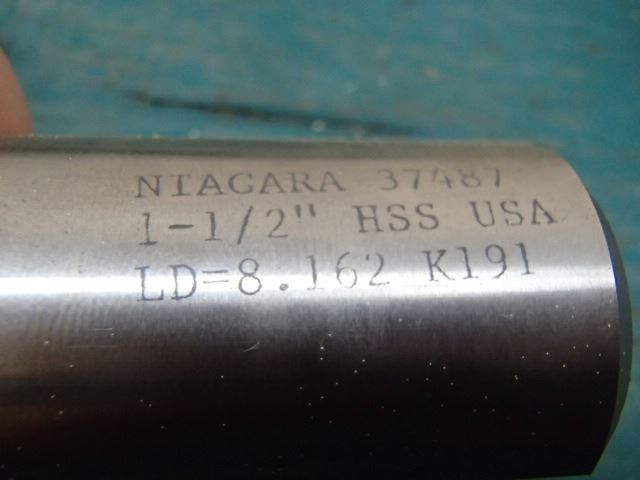 NIAGARA 37487
1-1/2" HSS USA
LD=8.162 K191